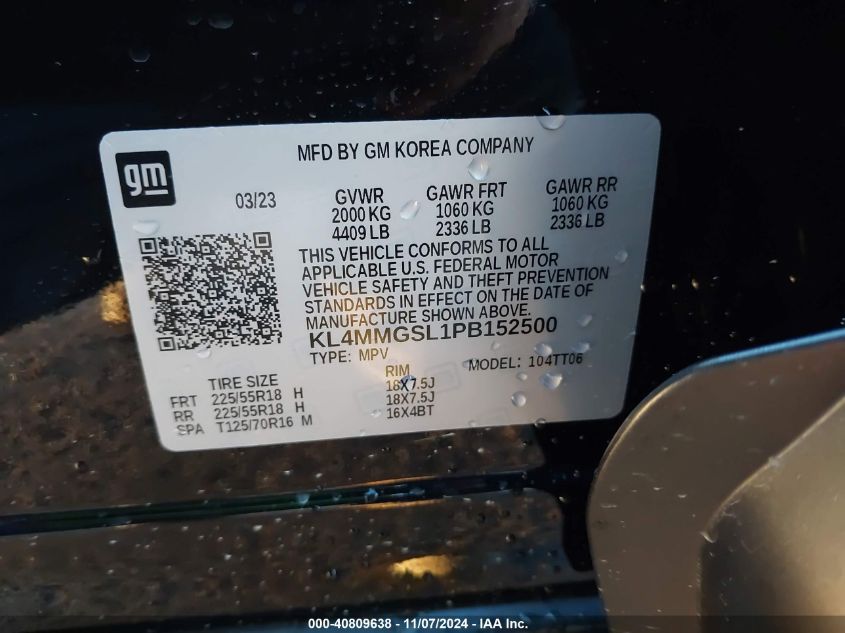 MFD BY GM KOREA COMPANY
gm
03/23
GVWR GAWR FRT GAWR RR
2000 KG 1060 KG 1060 KG
4409 LB 2336 LB 2336 LB
THIS VEHICLE CONFORMS TO ALL
APPLICABLE U.S. FEDERAL MOTOR
VEHICLE SAFETY AND THEFT PREVENTION
STANDARDS IN EFFECT ON THE DATE OF
MANUFACTURE SHOWN ABOVE.
KL4MMGSL1PB152500
TYPE: MPV MODEL: 104TT06
TIRE SIZE RIM
FRT 225/55R18 H 18X7.5J
RR 225/55R18 H 18X7.5J
SPA T125/70R16 M 16X4BT
000-40809638 - 11/07/2024 - IAA Inc.